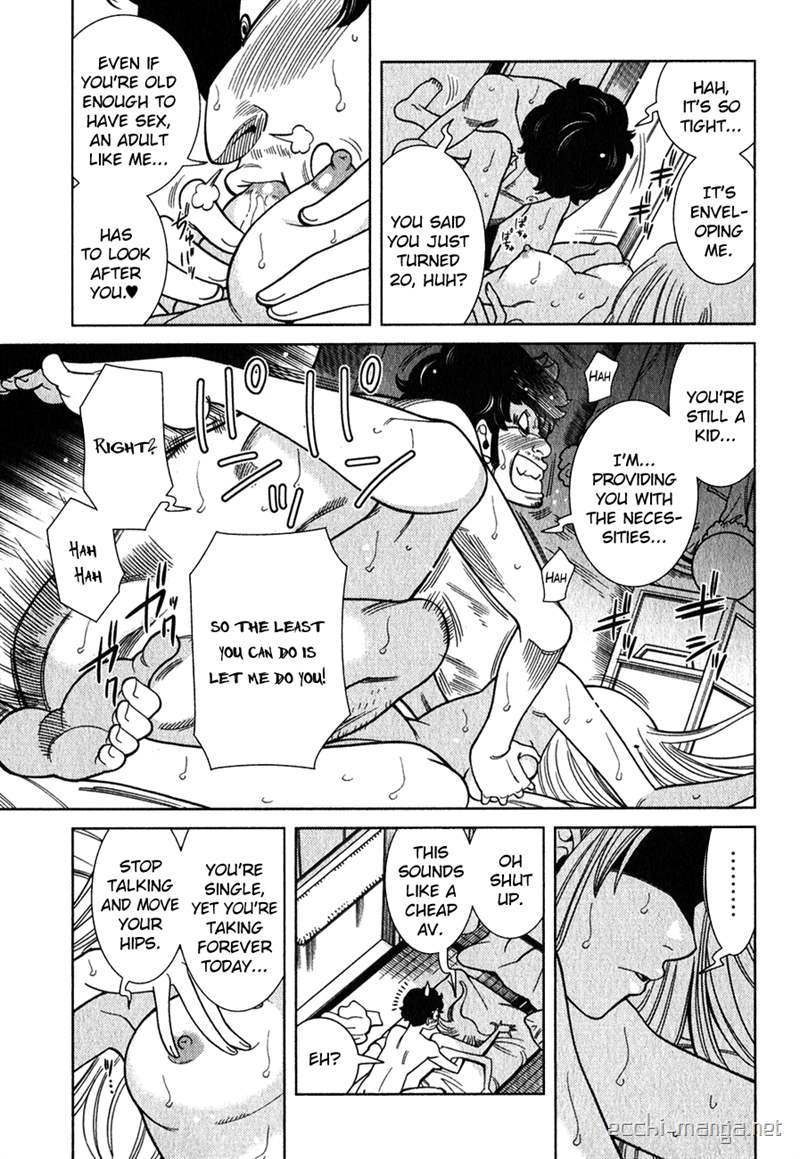 HAH,
IT'S SO
TIGHT...
IT'S
ENVEL-
OPING
ME.
YOU SAID
YOU JUST
TURNED
20, HUH?
EVEN IF
YOU'RE OLD
ENOUGH TO
HAVE SEX,
AN ADULT
LIKE ME...
HAS
TO LOOK
AFTER
YOU.♥
YOU'RE
STILL A
KID...
HAH
I'M...
PROVIDING
YOU WITH
THE NECES-
SITIES...
HAH
SO THE LEAST
YOU CAN DO IS
LET ME DO YOU!
RIGHT?
HAH
HAH
........
OH
SHUT
UP.
THIS
SOUNDS
LIKE A
CHEAP
AV.
EH?
YOU'RE
SINGLE,
YET YOU'RE
TAKING
FOREVER
TODAY...
STOP
TALKING
AND MOVE
YOUR
HIPS.
ecchi-manga.net